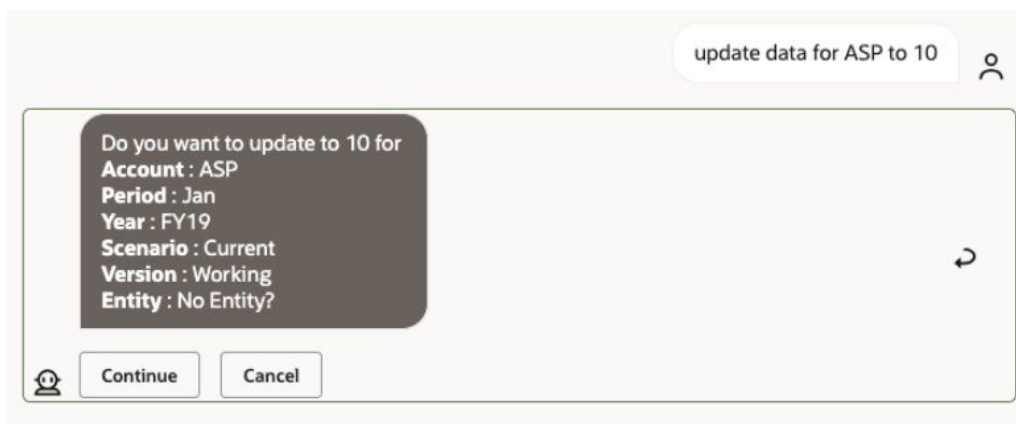 update data for ASP to 10
Do you want to update to 10 for
Account : ASP
Period : Jan
Year : FY19
Scenario : Current
Version : Working
Entity : No Entity?
Continue
Cancel